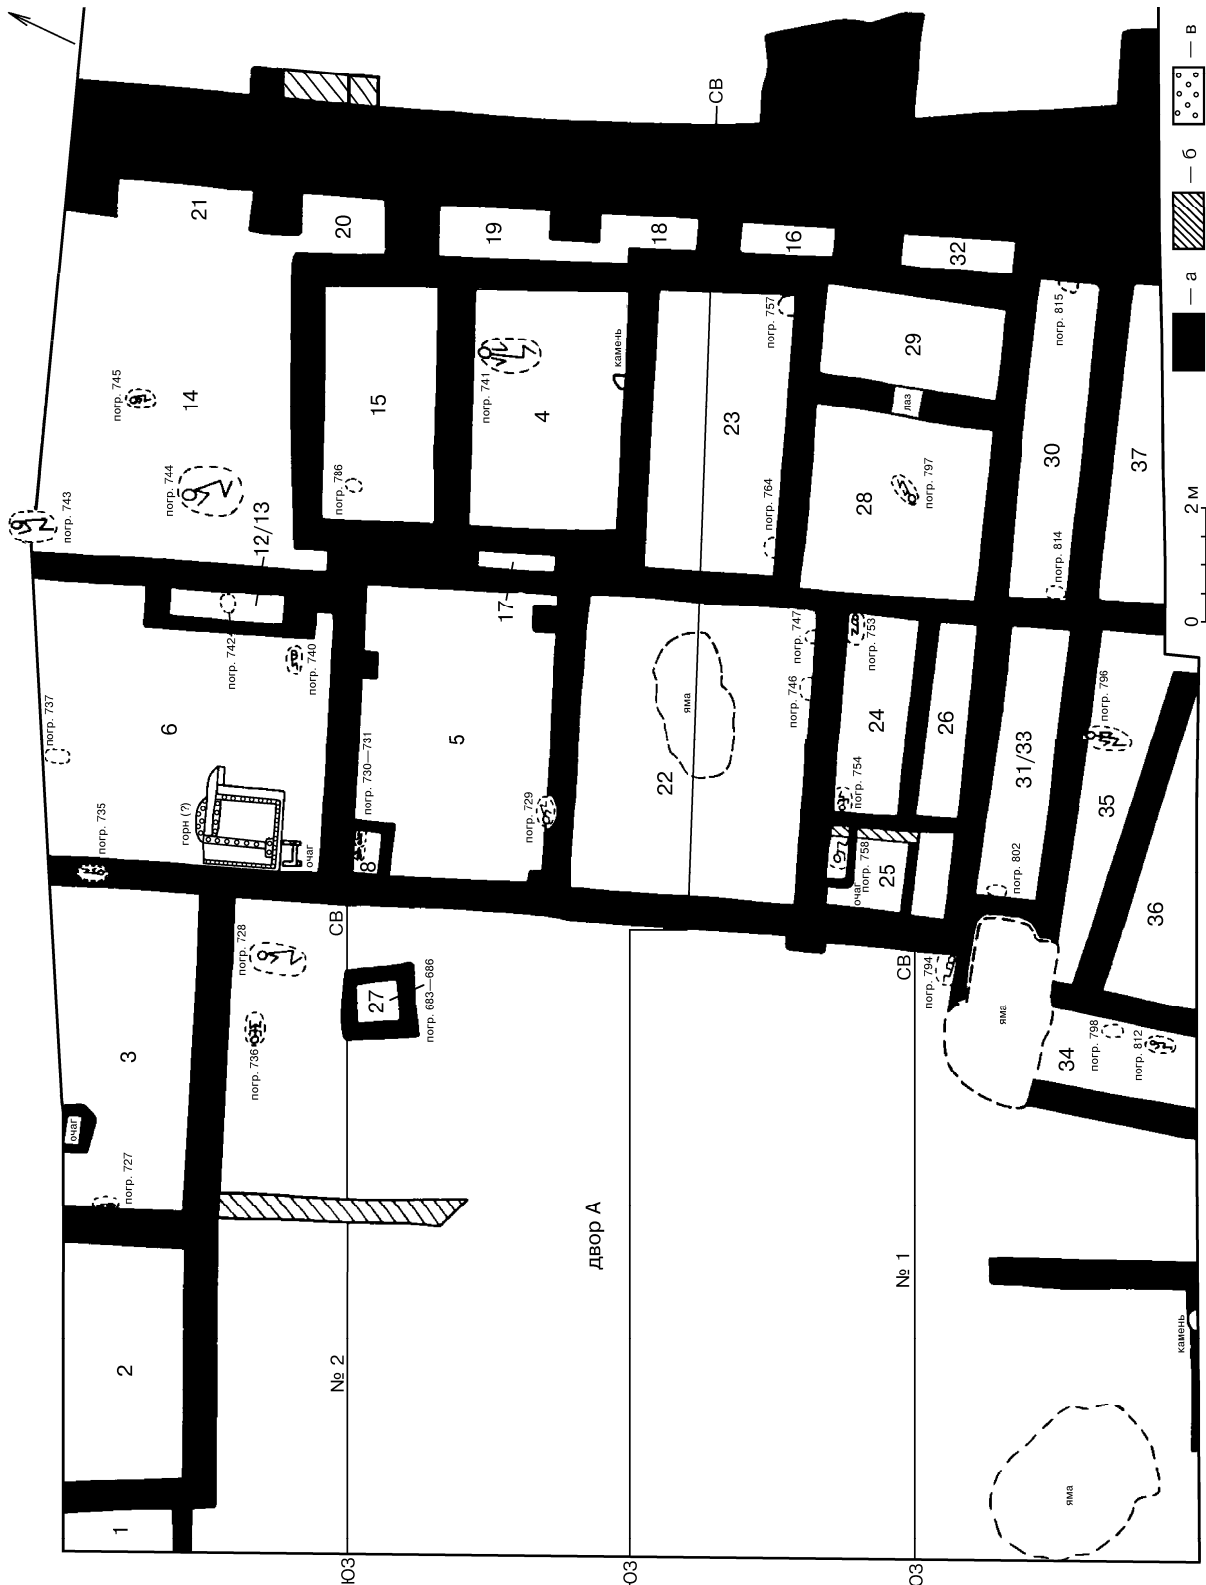 21
20
19
18
16
32
СВ
— а
— б
— в
погр. 745
14
погр. 744
погр. 743
12/13
15
погр. 786
погр. 741
4
камень
23
погр. 757
погр. 764
29
лаз
28
погр. 797
погр. 815
30
погр. 814
37
0
2 м
17
погр. 742
погр. 740
погр. 737
6
погр. 735
горн (?)
очаг
погр. 730—731
5
погр. 729
8
22
яма
погр. 747
погр. 746
погр. 753
24
погр. 754
26
очаг
погр. 758
25
31/33
погр. 802
погр. 796
35
36
3
очаг
погр. 727
погр. 728
погр. 736
СВ
27
погр. 683—686
СВ
погр. 794
яма
34
погр. 798
погр. 812
2
1
№ 2
двор А
№ 1
камень
яма
ЮЗ
ЮЗ
ЮЗ